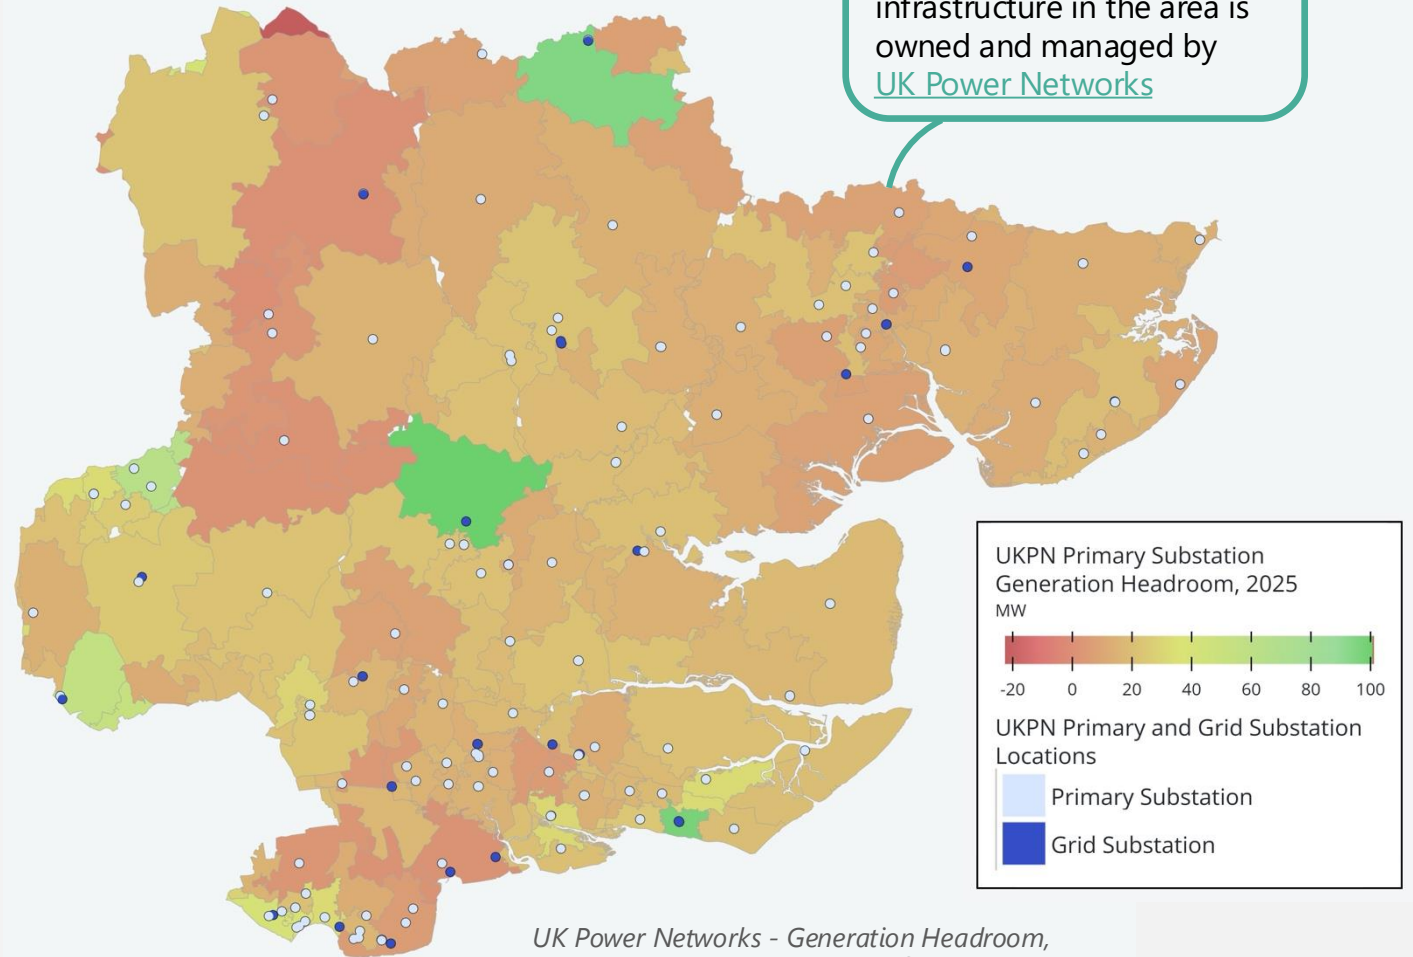 infrastructure in the area is
owned and managed by
UK Power Networks
UKPN Primary Substation
Generation Headroom, 2025
MW
-20 0 20 40 60 80 100
UKPN Primary and Grid Substation
Locations
Primary Substation
Grid Substation
UK Power Networks - Generation Headroom,